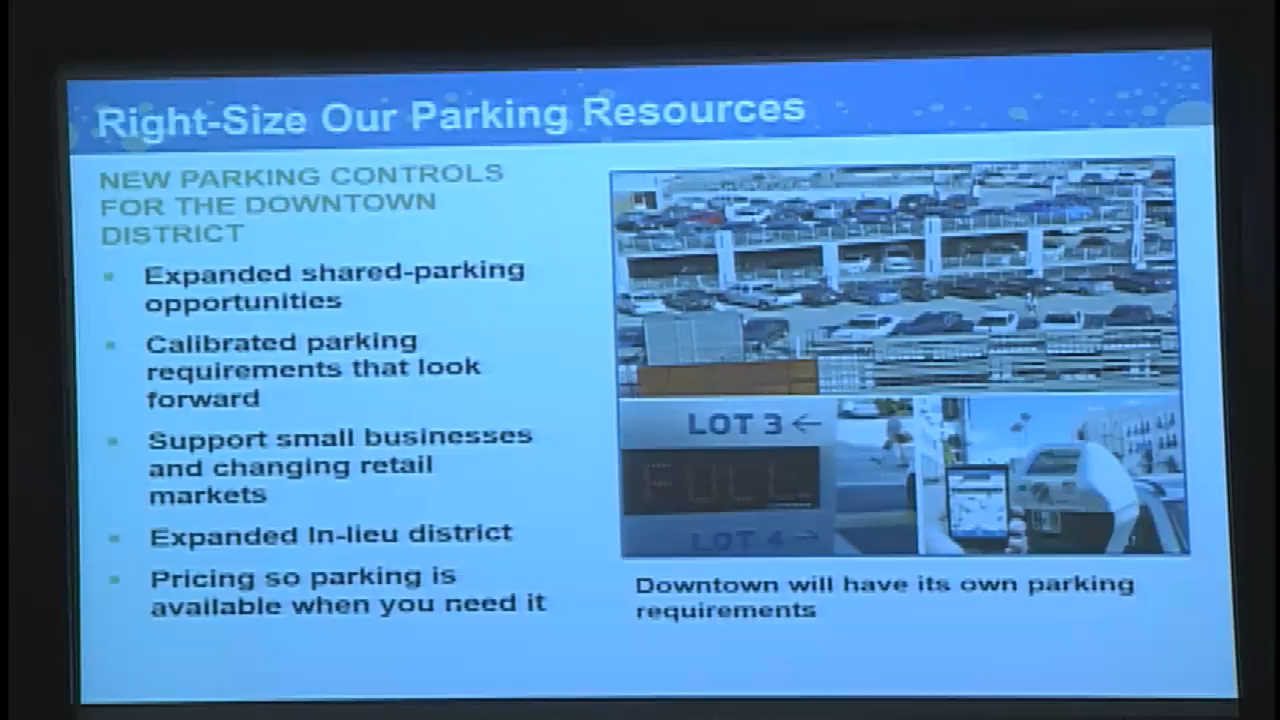 Right-Size Our Parking Resources
NEW PARKING CONTROLS
FOR THE DOWNTOWN
DISTRICT
Expanded shared-parking
opportunities
Calibrated parking
requirements that look
forward
Support small businesses
and changing retail
markets
Expanded In-lieu district
Pricing so parking is
available when you need it
LOT 3 ←
FULL
LOT 4 →
Downtown will have its own parking
requirements